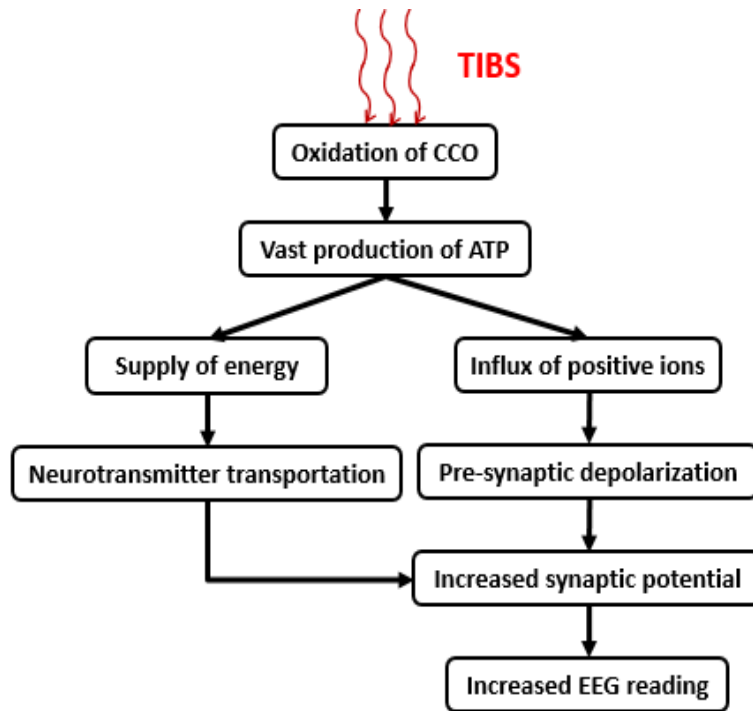 TIBS
Oxidation of CCO
Vast production of ATP
Supply of energy
Influx of positive ions
Neurotransmitter transportation
Pre-synaptic depolarization
Increased synaptic potential
Increased EEG reading